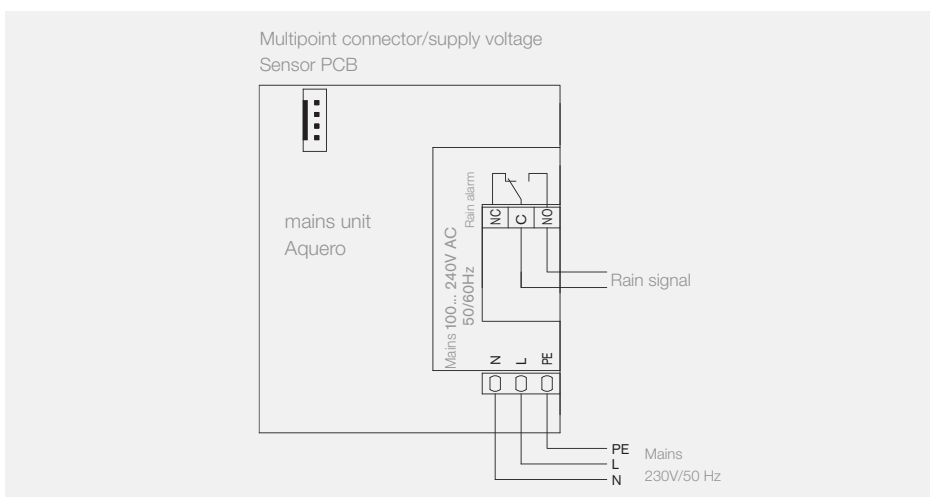 Multipoint connector/supply voltage
Sensor PCB
mains unit
Aquero
Mains 100... 240V AC
50/60Hz
Rain alarm
NC C NO
Rain signal
N L PE
PE
L
N
Mains
230V/50 Hz